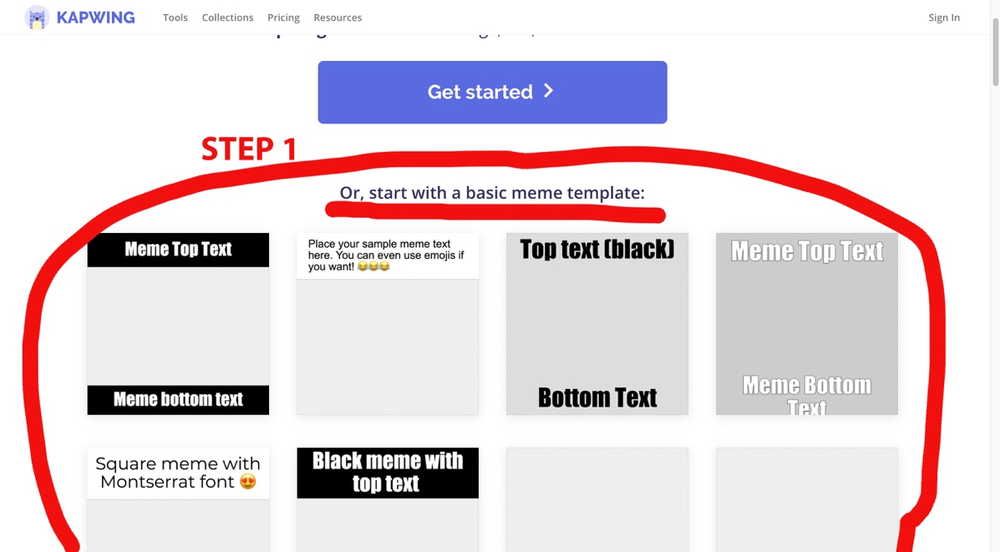 KAPWING Tools Collections Pricing Resources Sign In
Get started
STEP 1
Or, start with a basic meme template:
Meme Top Text
Meme bottom text
Place your sample meme text
here. You can even use emojis if
you want! 😂😂😂
Top text (black)
Bottom Text
Meme Top Text
Meme Bottom
Text
Square meme with
Montserrat font 😍
Black meme with
top text